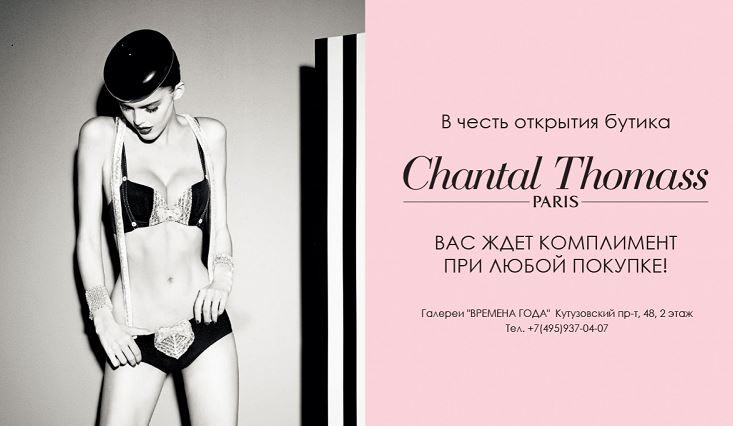 В честь открытия бутика
Chantal Thomass
PARIS
ВАС ЖДЕТ КОМПЛИМЕНТ
ПРИ ЛЮБОЙ ПОКУПКЕ!
Галереи "ВРЕМЕНА ГОДА" Кутузовский пр-т, 48, 2 этаж
Тел. +7(495)937-04-07